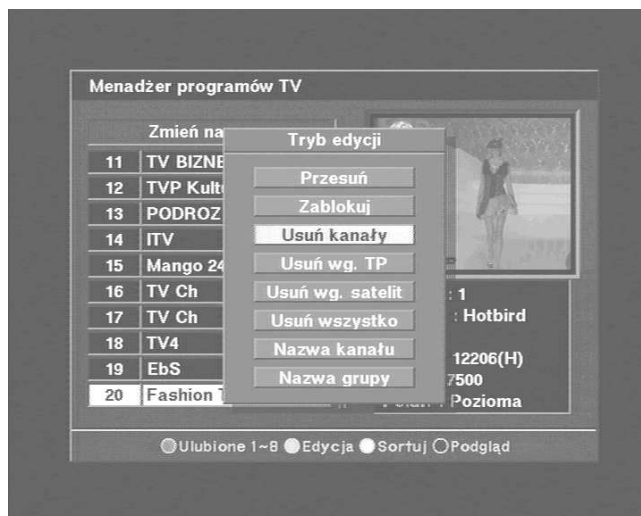 Menadżer programów TV
Zmień na
11 TV BIZNE
12 TVP Kult
13 PODROZ
14 ITV
15 Mango 24
16 TV Ch
17 TV Ch
18 TV4
19 EbS
20 Fashion T
Tryb edycji
Przesuń
Zablokuj
Usuń kanały
Usuń wg. TP
Usuń wg. satelit
Usuń wszystko
Nazwa kanału
Nazwa grupy
: 1
: Hotbird
12206(H)
7500
: Pozioma
Ulubione 1~8 Edycja Sortuj Podgląd